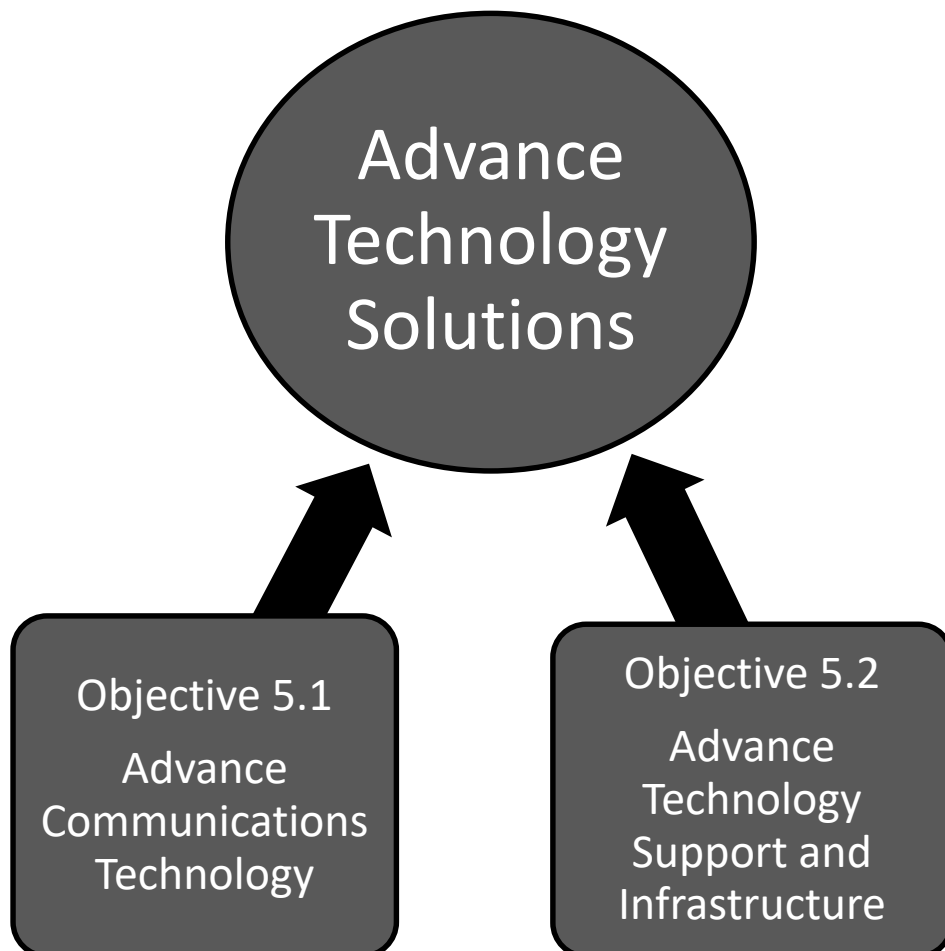 Advance
Technology
Solutions
Objective 5.1
Advance
Communications
Technology
Objective 5.2
Advance
Technology
Support and
Infrastructure